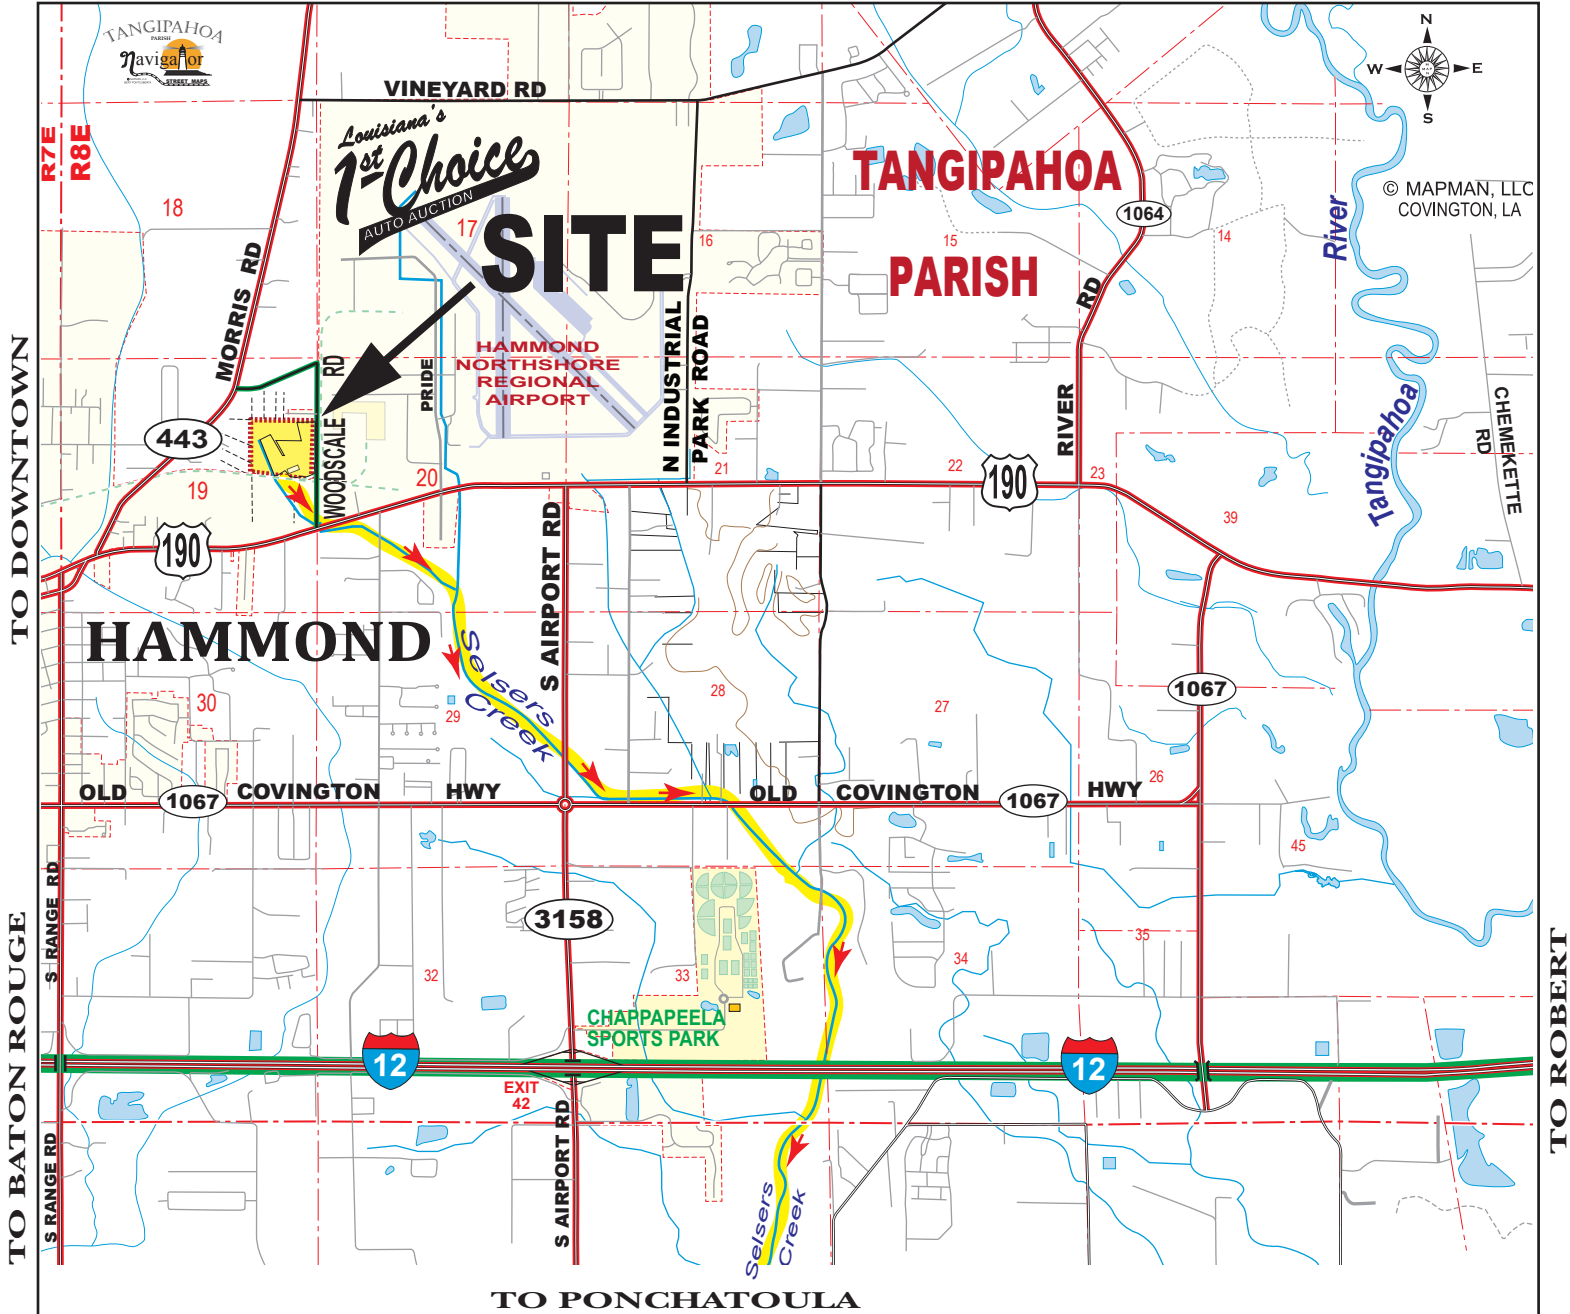 TANGIPAHOA
PARISH
Navigator
STREET MAPS
N
W
E
S
VINEYARD RD
Louisiana's
1st Choice
AUTO AUCTION
SITE
R7E
R8E
TANGIPAHOA
PARISH
© MAPMAN, LLC
COVINGTON, LA
1064
River
18
17
16
15
14
MORRIS RD
N INDUSTRIAL
PARK ROAD
RIVER
RD
HAMMOND
NORTHSHORE
REGIONAL
AIRPORT
WOODSCALE
RD
PRIDE
443
19
20
21
22
23
39
190
190
Tangipahoa
CHEMEKETTE
RD
TO DOWNTOWN
HAMMOND
S AIRPORT RD
Selsers
Creek
30
29
28
27
26
1067
OLD
1067
COVINGTON
HWY
OLD
COVINGTON
1067
HWY
45
S RANGE RD
3158
32
33
34
35
CHAPPAPEELA
SPORTS PARK
12
12
EXIT
42
S RANGE RD
S AIRPORT RD
Selsers
Creek
TO BATON ROUGE
TO ROBERT
TO PONCHATOULA